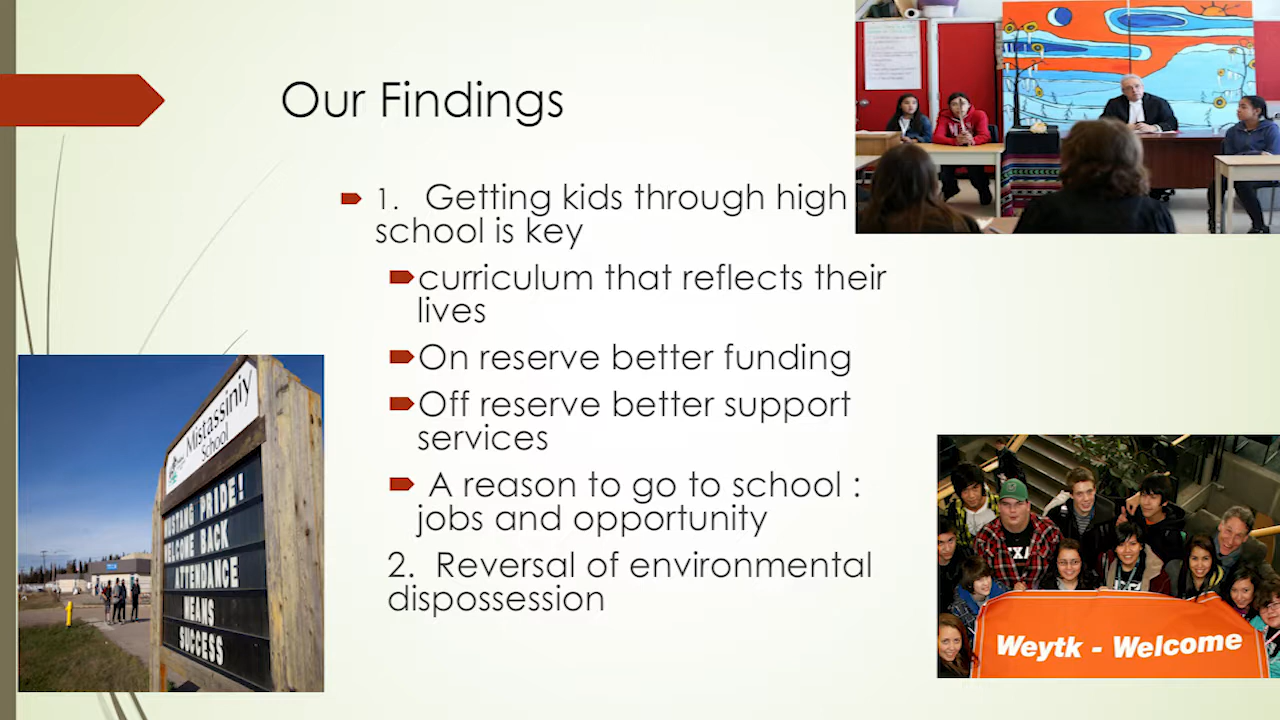 Our Findings
1. Getting kids through high
school is key
curriculum that reflects their
lives
On reserve better funding
Off reserve better support
services
A reason to go to school :
jobs and opportunity
2. Reversal of environmental
dispossession
Mistassiniy
School
MUSTANG PRIDE!
WELCOME BACK
ATTENDANCE
MEANS
SUCCESS
TEXA
Weytk - Welcome